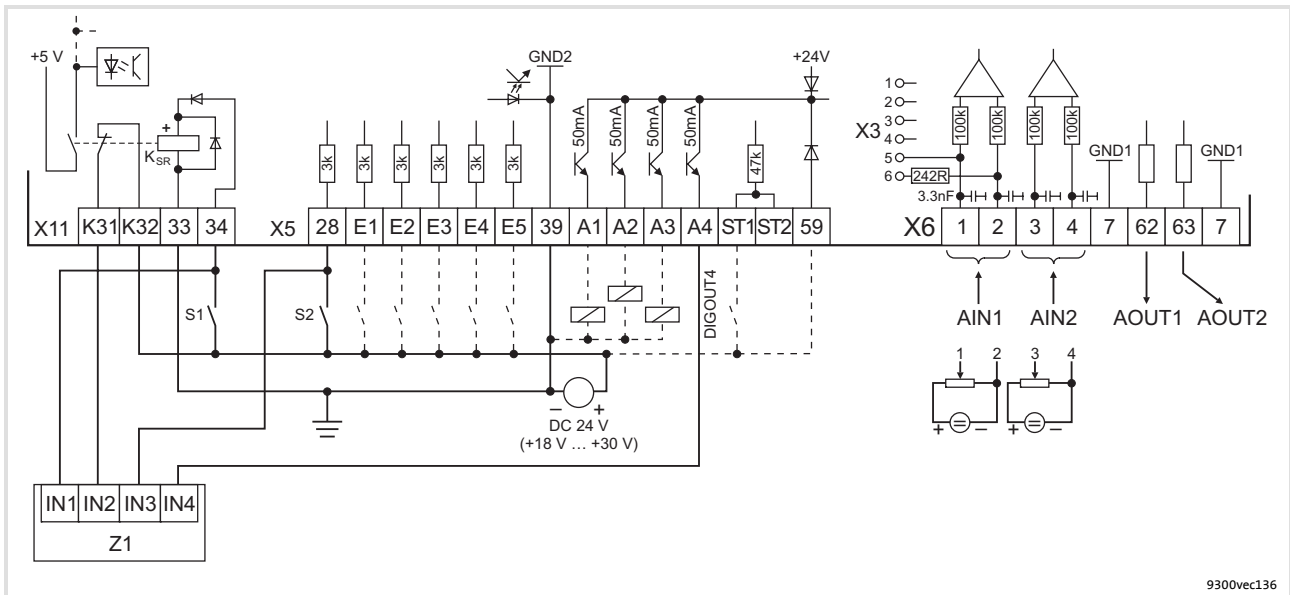 +5 V
GND2
+24V
K SR
+
3k
3k
3k
3k
3k
3k
50mA
50mA
50mA
50mA
47k
X3
1
2
3
4
5
6
242R
100k
100k
100k
100k
3.3nF
GND1
GND1
X11 K31 K32 33 34
X5 28 E1 E2 E3 E4 E5 39 A1 A2 A3 A4 ST1 ST2 59
X6 1 2 3 4 7 62 63 7
S1
S2
DIGOUT4
AIN1 AIN2 AOUT1 AOUT2
1 2 3 4
+ − + −
− +
DC 24 V
(+18 V ... +30 V)
IN1 IN2 IN3 IN4
Z1
9300vec136